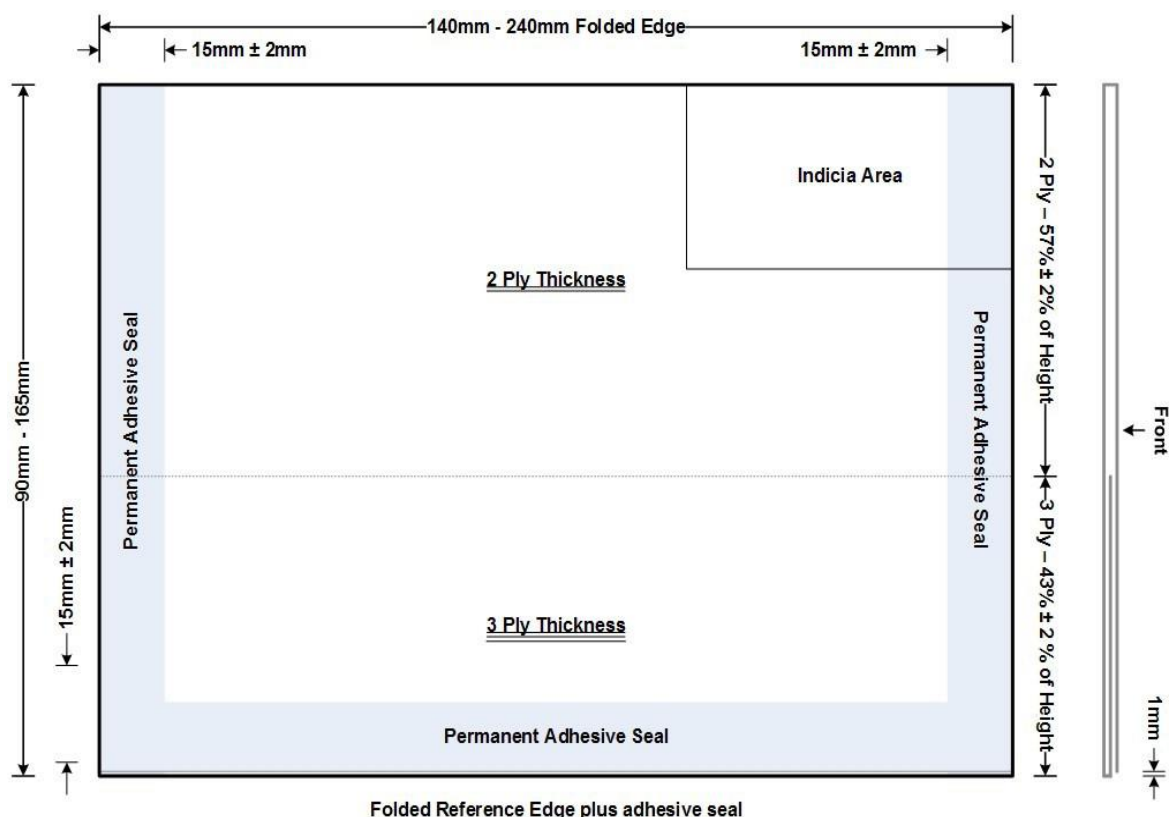 140mm - 240mm Folded Edge
15mm ± 2mm
15mm ± 2mm
Indicia Area
2 Ply – 57% ± 2% of Height
2 Ply Thickness
Permanent Adhesive Seal
Permanent Adhesive Seal
Front
90mm - 165mm
15mm ± 2mm
3 Ply Thickness
3 Ply – 43% ± 2 % of Height
1mm
Permanent Adhesive Seal
Folded Reference Edge plus adhesive seal